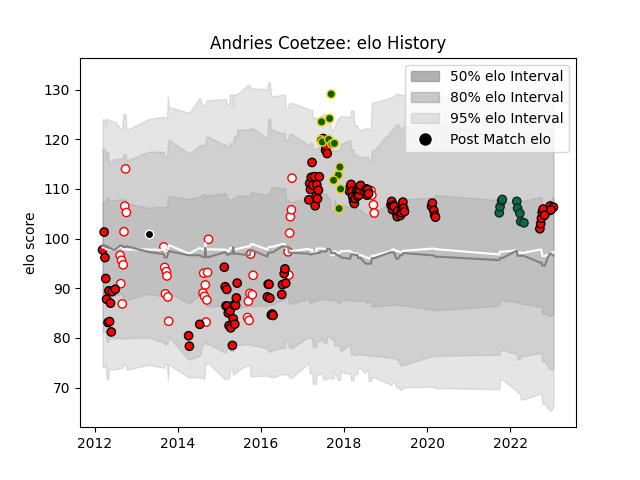 Andries Coetzee: elo History
elo score
130
120
110
100
90
80
70
2012
2014
2016
2018
2020
2022
50% elo Interval
80% elo Interval
95% elo Interval
Post Match elo